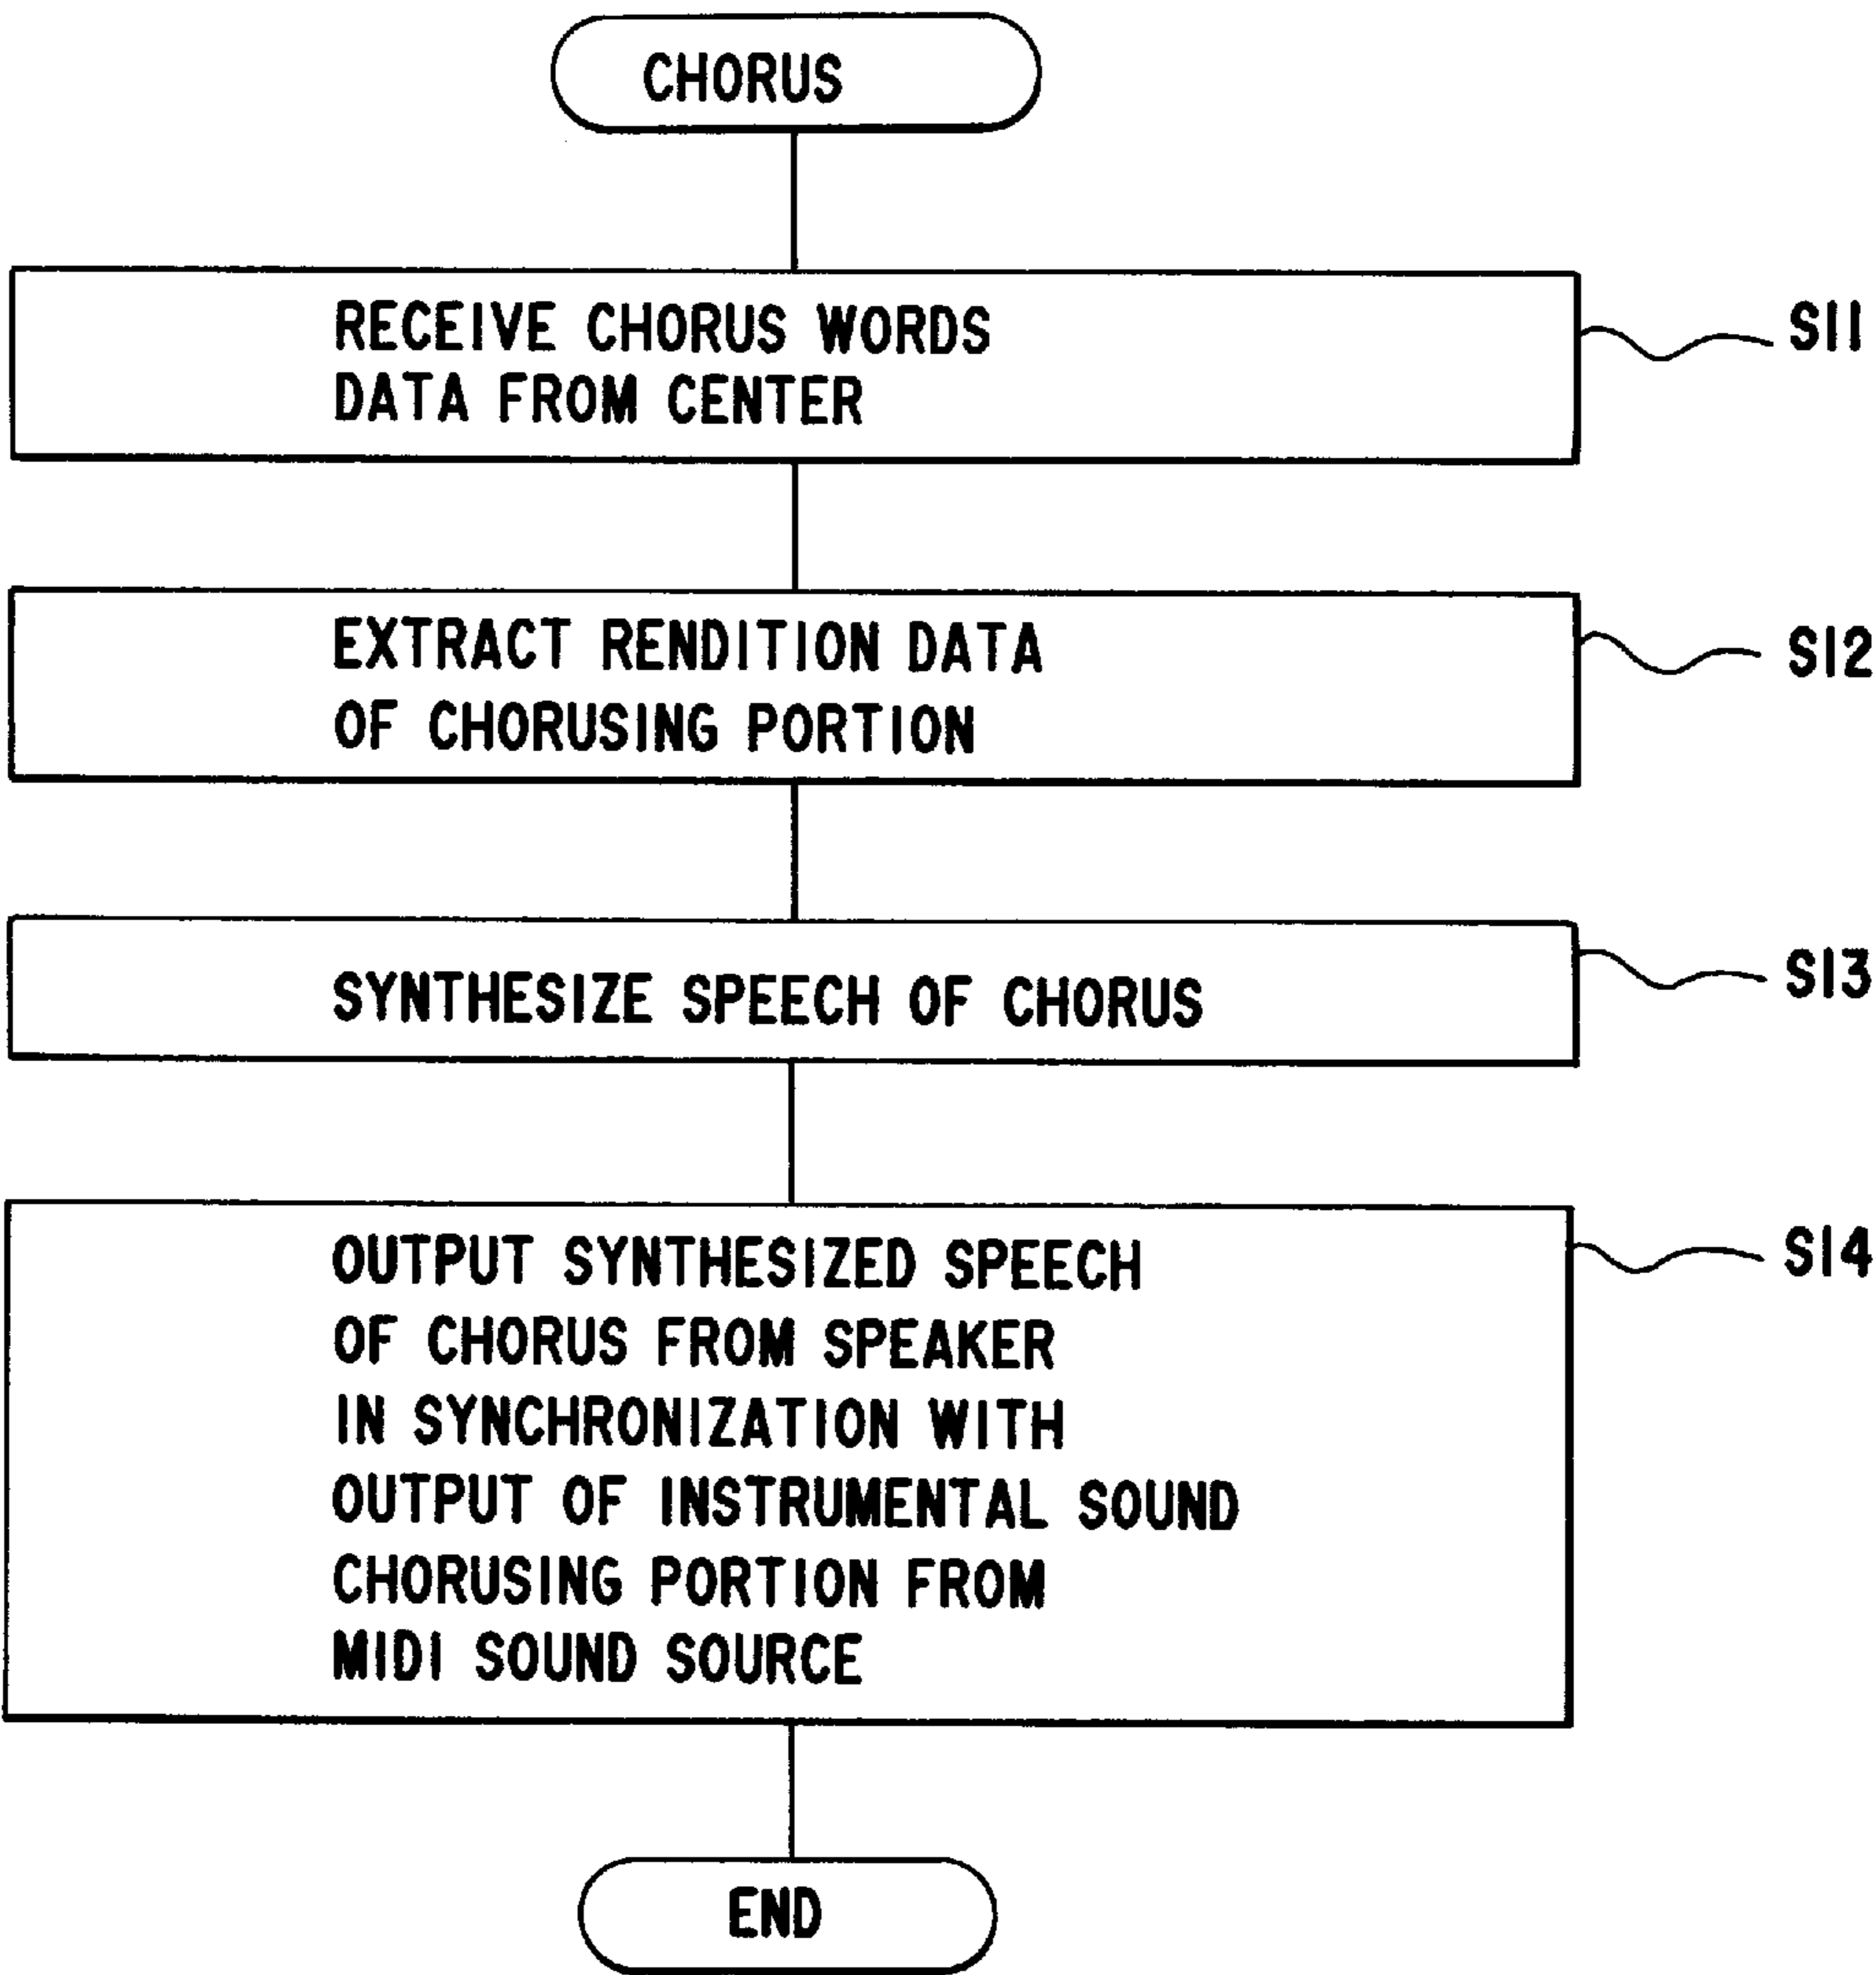 CHORUS
RECEIVE CHORUS WORDS
DATA FROM CENTER
S11
EXTRACT RENDITION DATA
OF CHORUSING PORTION
S12
SYNTHESIZE SPEECH OF CHORUS
S13
OUTPUT SYNTHESIZED SPEECH
OF CHORUS FROM SPEAKER
IN SYNCHRONIZATION WITH
OUTPUT OF INSTRUMENTAL SOUND
CHORUSING PORTION FROM
MIDI SOUND SOURCE
S14
END